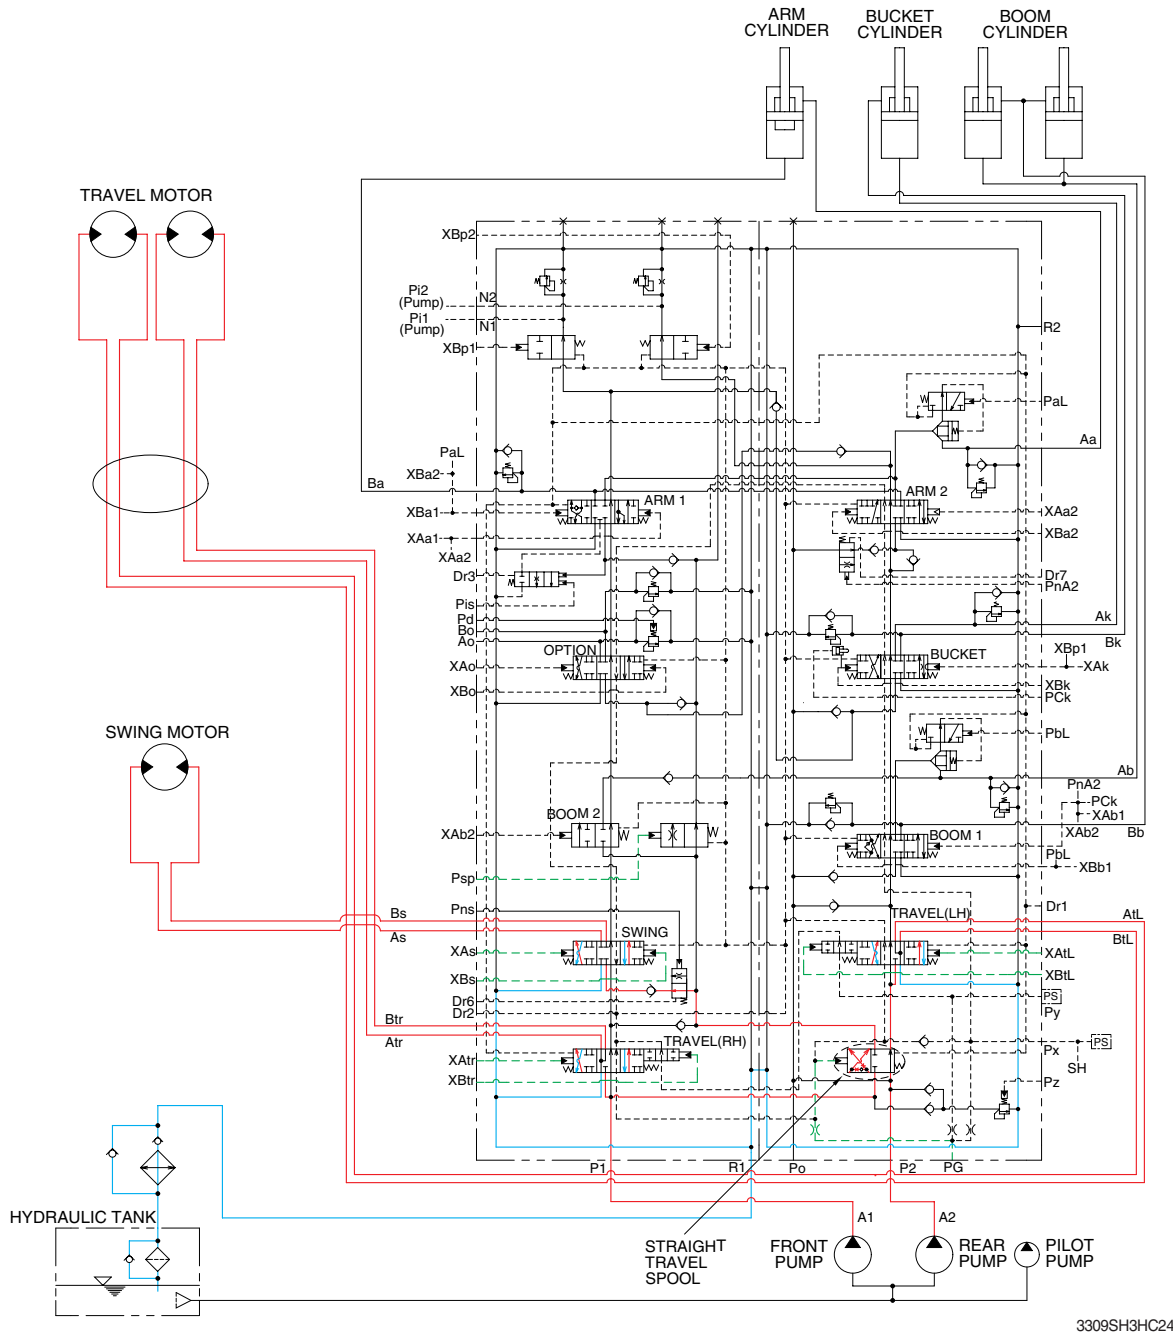 ARM
CYLINDER
BUCKET
CYLINDER
BOOM
CYLINDER
TRAVEL MOTOR
XBp2
Pi2
(Pump)
N2
Pi1
(Pump)
N1
R2
XBp1
PaL
Aa
PaL
XBa2
Ba
ARM 1
ARM 2
XBa1
XAa2
XAa1
XBa2
XAa2
Dr3
Dr7
PnA2
Pis
Pd
Bo
Ao
Ak
Bk
OPTION
BUCKET
XBp1
XAo
XAk
XBo
XBk
PCk
SWING MOTOR
PbL
Ab
PnA2
PCk
XAb1
BOOM 2
XAb2
BOOM 1
XAb2
Bb
PbL
XBb1
Psp
Pns
Dr1
Bs
TRAVEL(LH)
AtL
As
SWING
BtL
XAs
XAtL
XBs
XBtL
Dr6
PS
Dr2
Py
Btr
Atr
TRAVEL(RH)
PS
Px
XAtr
SH
XBtr
Pz
P1
R1
Po
P2
PG
HYDRAULIC TANK
A1
A2
STRAIGHT
TRAVEL
SPOOL
FRONT
PUMP
REAR
PUMP
PILOT
PUMP
3309SH3HC24